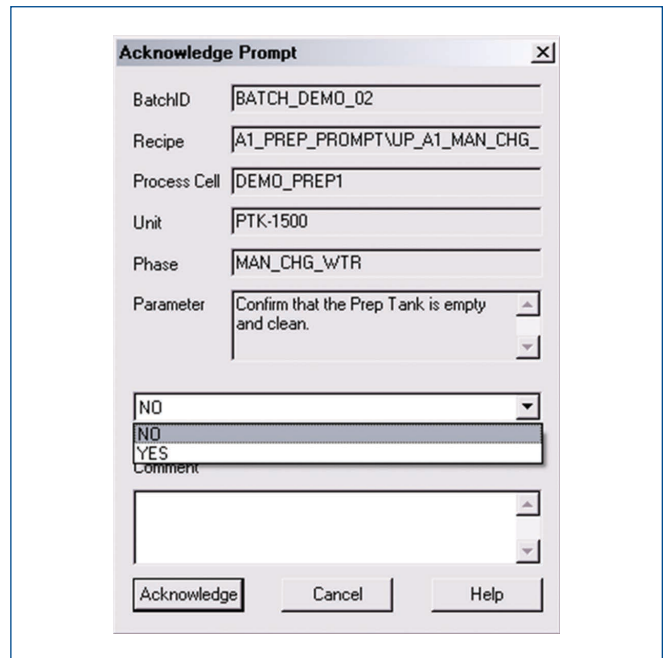 Acknowledge Prompt
BatchID BATCH_DEMO_02
Recipe A1_PREP_PROMPT\UP_A1_MAN_CHG_
Process Cell DEMO_PREP1
Unit PTK-1500
Phase MAN_CHG_WTR
Parameter Confirm that the Prep Tank is empty
and clean.
NO
NO
YES
Comment
Acknowledge Cancel Help